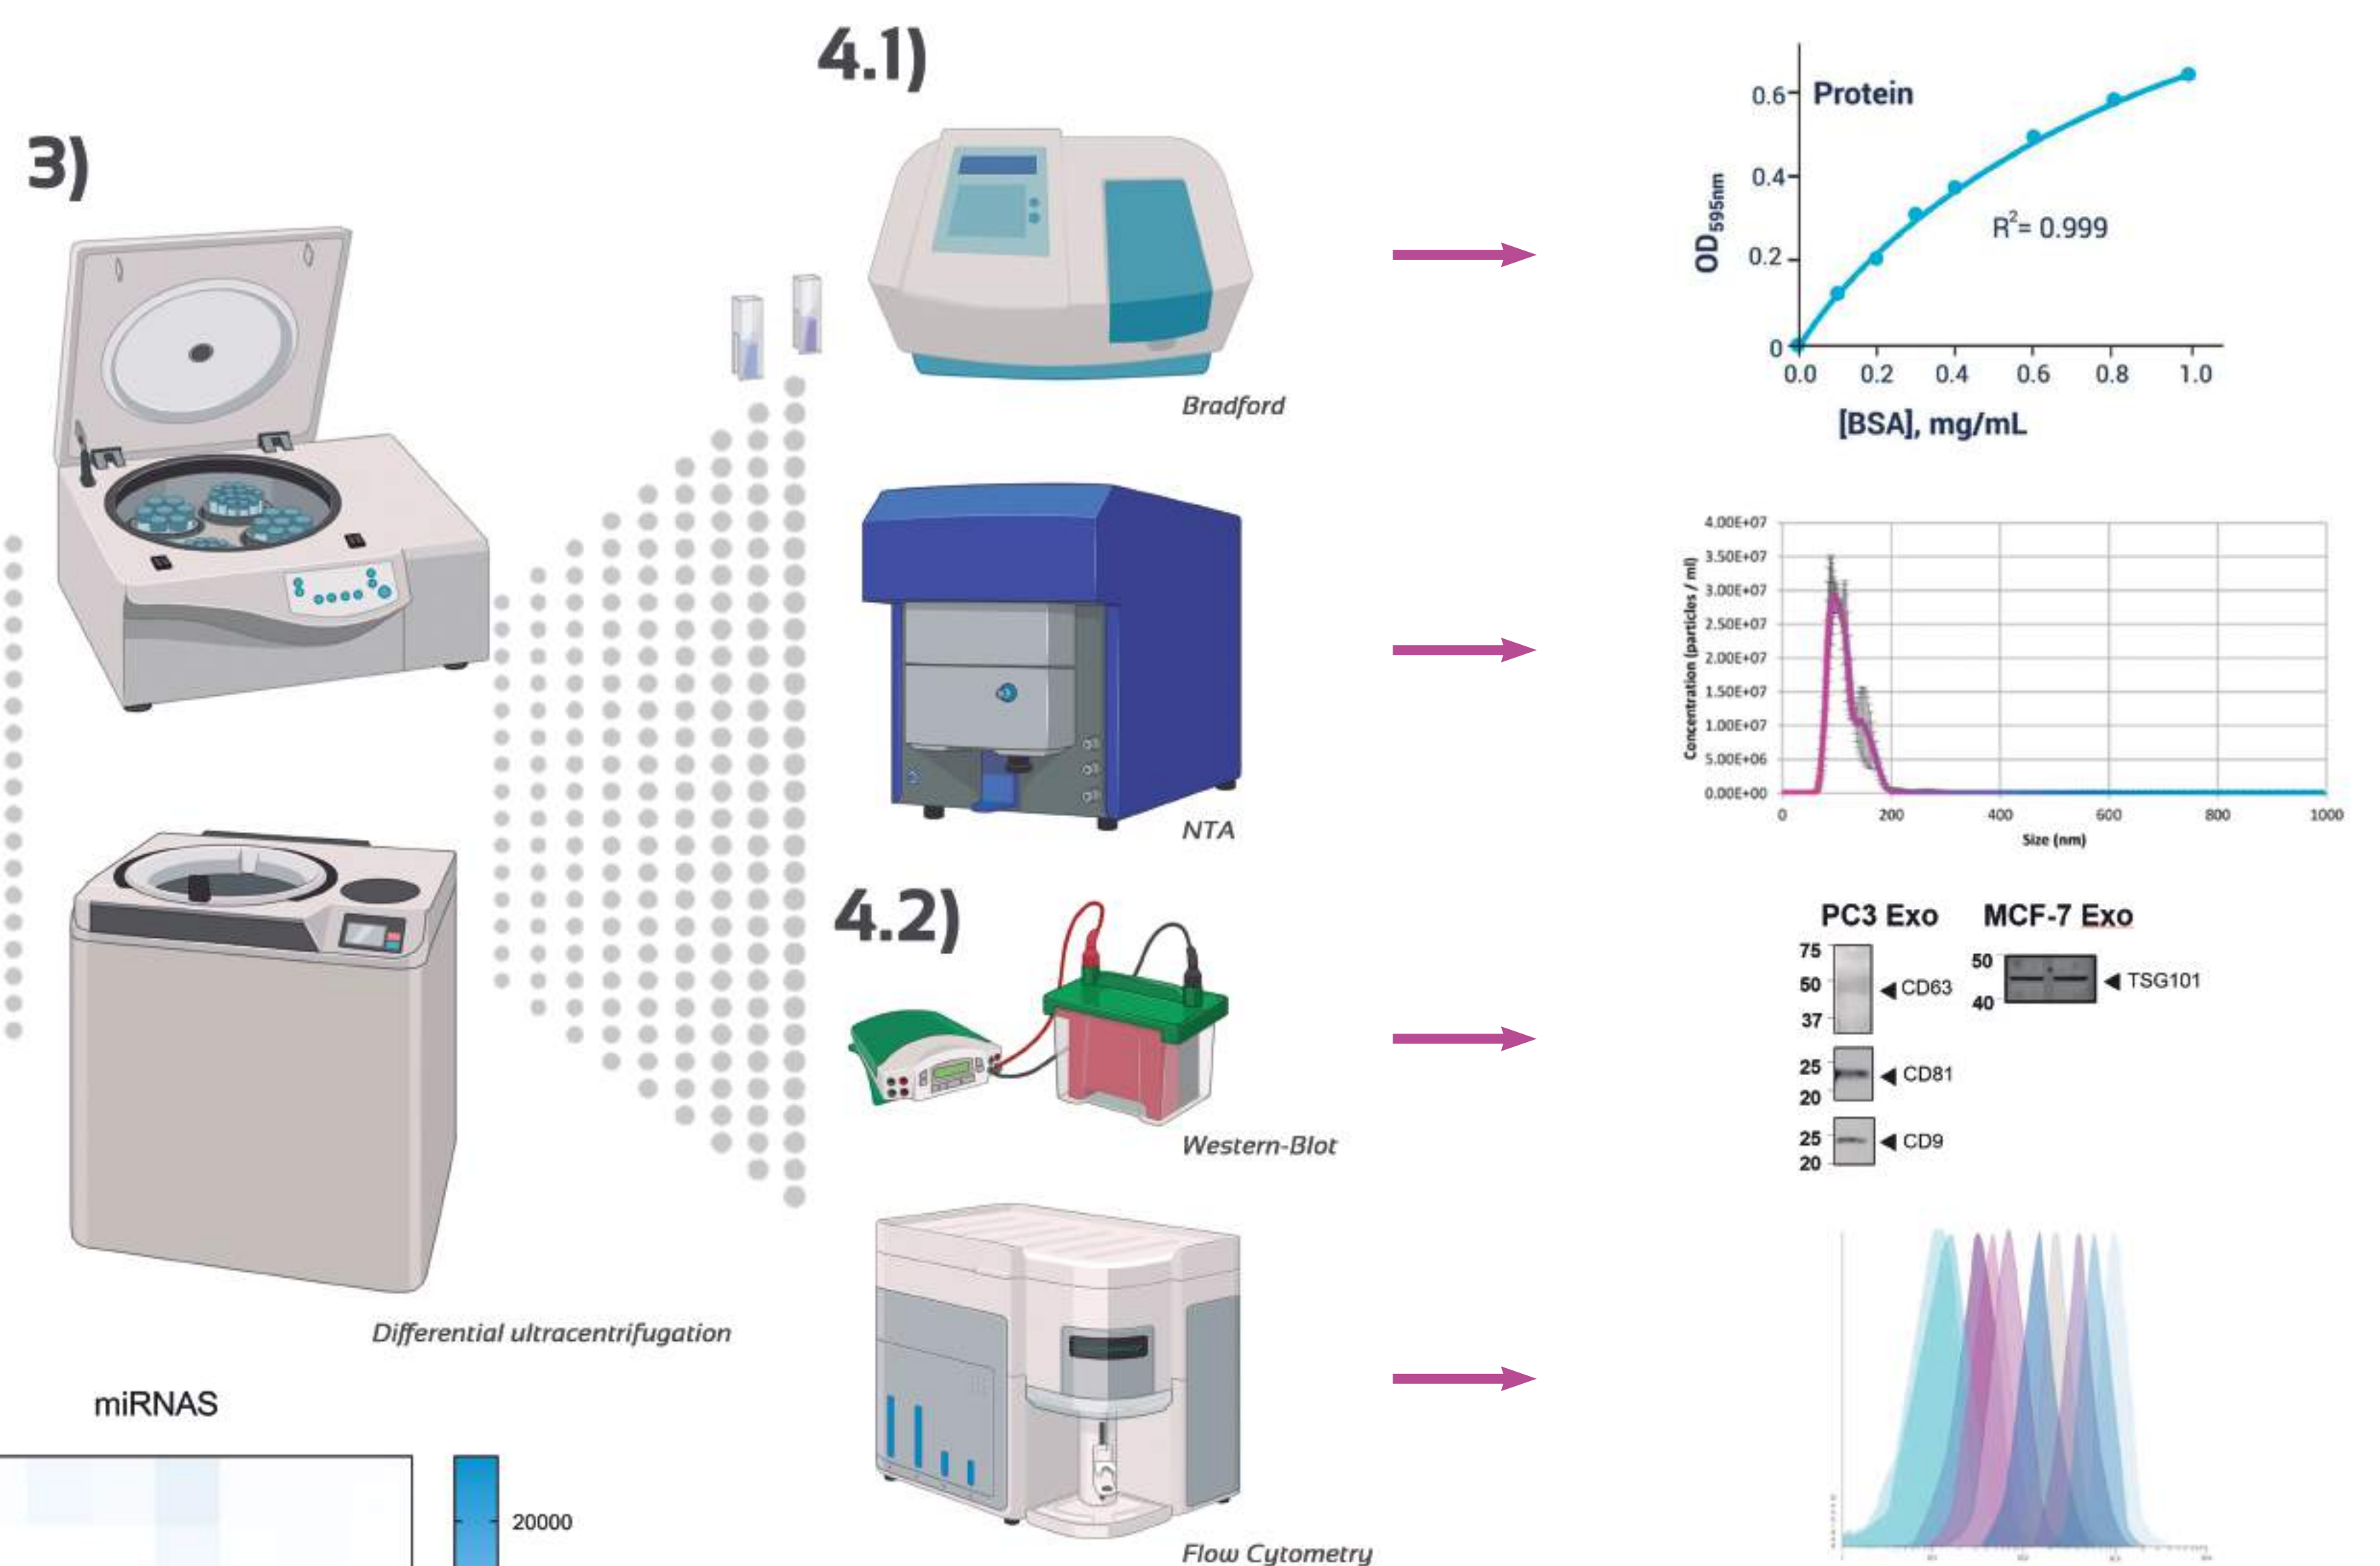 3)
Differential ultracentrifugation
miRNAS
20000
4.1)
Bradford
NTA
4.2)
Western-Blot
Flow Cytometry
Protein
OD595nm
0.6
0.4
0.2
0
R2= 0.999
0.0 0.2 0.4 0.6 0.8 1.0
[BSA], mg/mL
Concentration (particles / ml)
4.00E+07
3.50E+07
3.00E+07
2.50E+07
2.00E+07
1.50E+07
1.00E+07
5.00E+06
0.00E+00
0 200 400 600 800 1000
Size (nm)
PC3 Exo MCF-7 Exo
75
50 CD63
37
50 TSG101
40
25 CD81
20
25 CD9
20